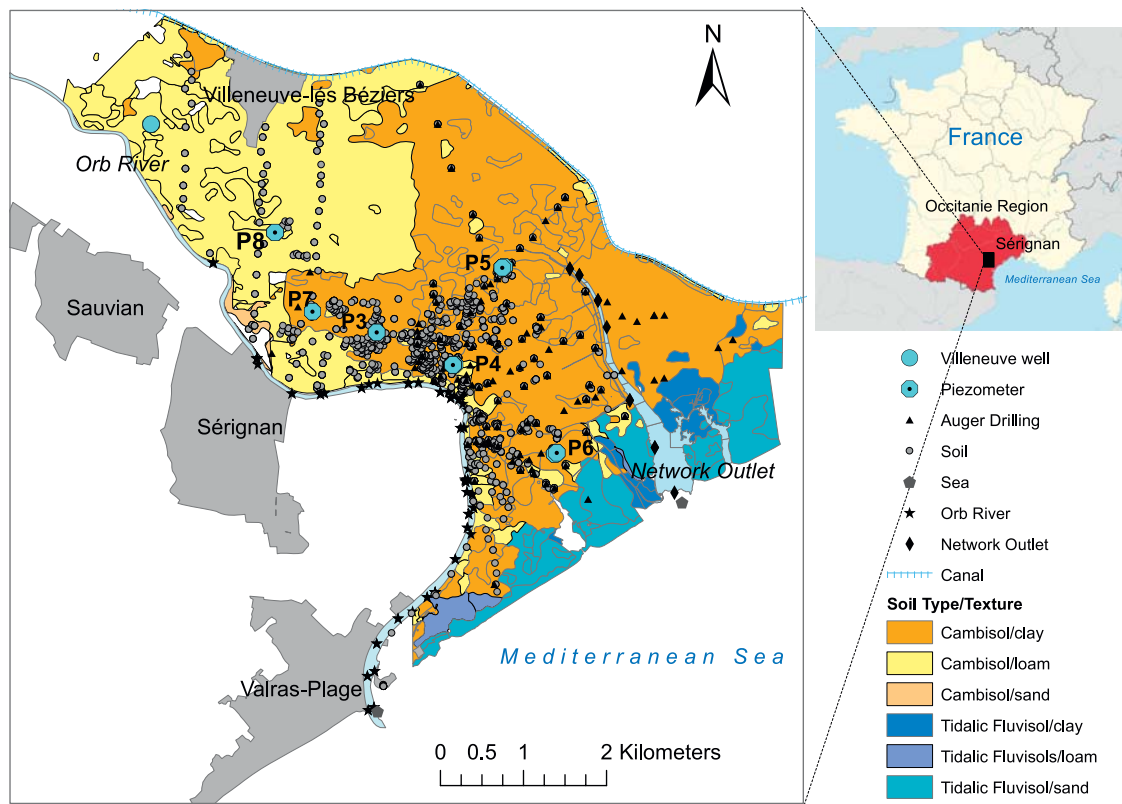 N
Villeneuve-lés Béziers
Orb River
P8
P5
P7
P3
P4
P6
Sauvian
Sérignan
Network Outlet
Valras-Plage
Mediterranean Sea
0 0.5 1 2 Kilometers
France
Occitanie Region
Sérignan
Mediterranean Sea
Villeneuve well
Piezometer
Auger Drilling
Soil
Sea
Orb River
Network Outlet
Canal
Soil Type/Texture
Cambisol/clay
Cambisol/loam
Cambisol/sand
Tidalic Fluvisol/clay
Tidalic Fluvisols/loam
Tidalic Fluvisol/sand